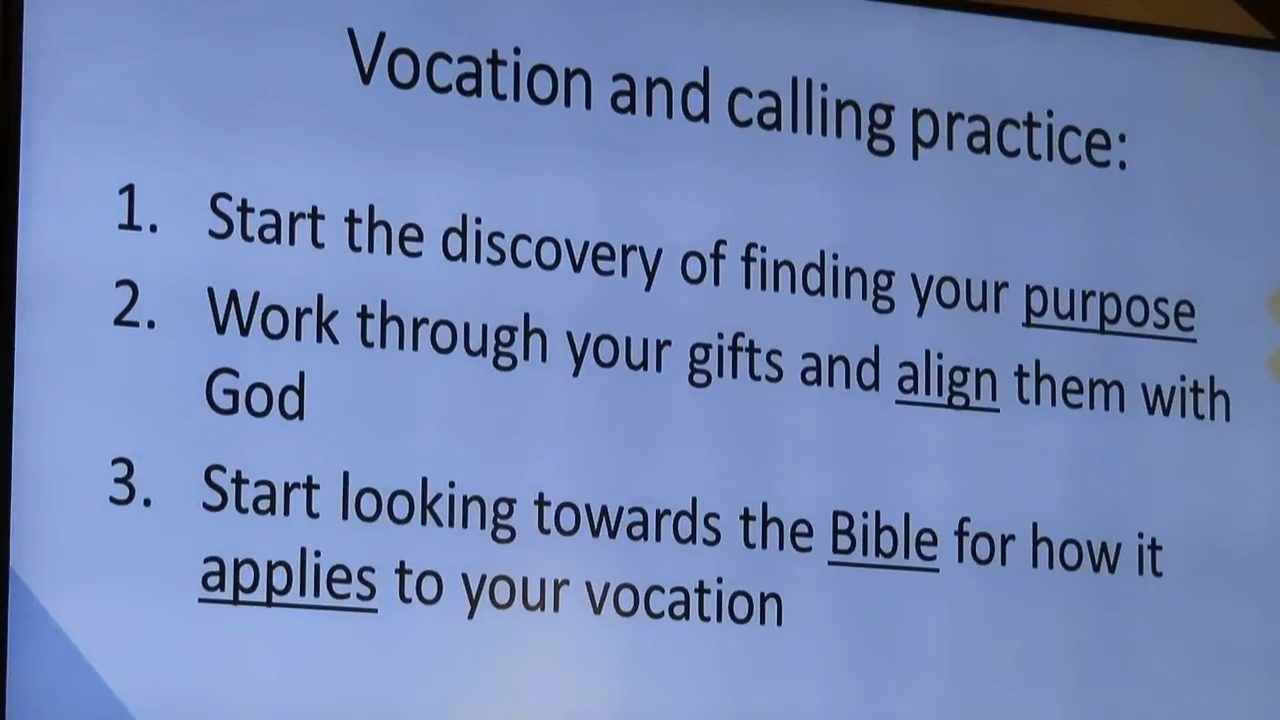 Vocation and calling practice:
1. Start the discovery of finding your purpose
2. Work through your gifts and align them with
God
3. Start looking towards the Bible for how it
applies to your vocation